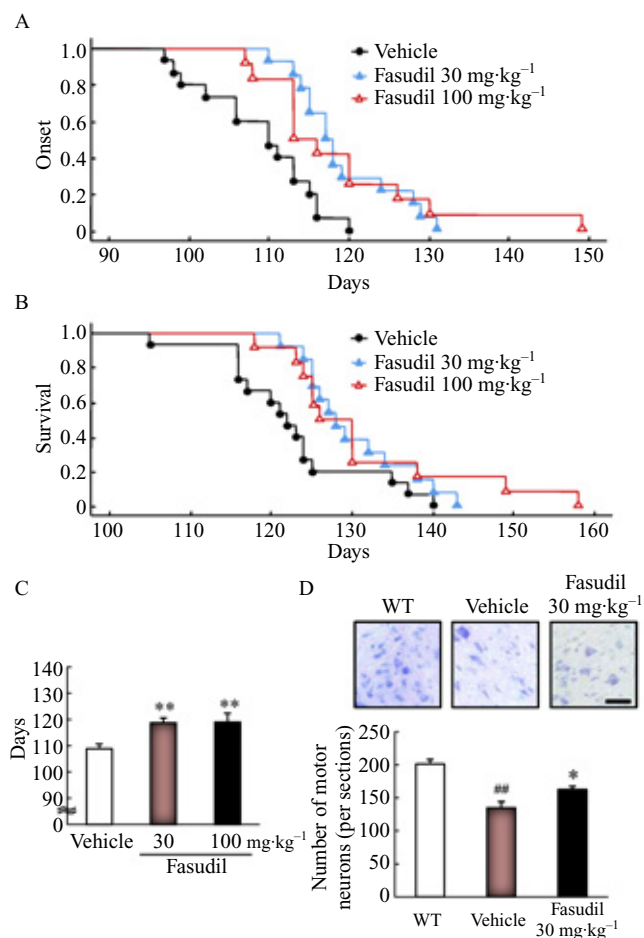 A
Onset
1.0
0.8
0.6
0.4
0.2
0
Vehicle
Fasudil 30 mg·kg⁻¹
Fasudil 100 mg·kg⁻¹
90 100 110 120 130 140 150
Days
B
Survival
1.0
0.8
0.6
0.4
0.2
0
Vehicle
Fasudil 30 mg·kg⁻¹
Fasudil 100 mg·kg⁻¹
100 110 120 130 140 150 160
Days
C
Days
140
120
110
90
0
** **
Vehicle 30 100 mg·kg⁻¹
Fasudil
D
WT Vehicle Fasudil
30 mg·kg⁻¹
Number of motor
neurons (per sections)
250
200
150
100
50
0
##
*
WT Vehicle Fasudil
30 mg·kg⁻¹